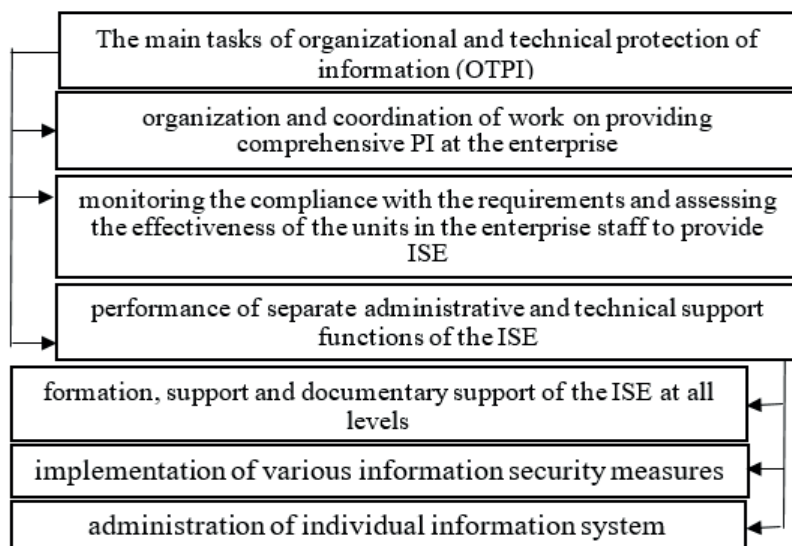 The main tasks of organizational and technical protection of
information (OTPI)
organization and coordination of work on providing
comprehensive PI at the enterprise
monitoring the compliance with the requirements and assessing
the effectiveness of the units in the enterprise staff to provide
ISE
performance of separate administrative and technical support
functions of the ISE
formation, support and documentary support of the ISE at all
levels
implementation of various information security measures
administration of individual information system